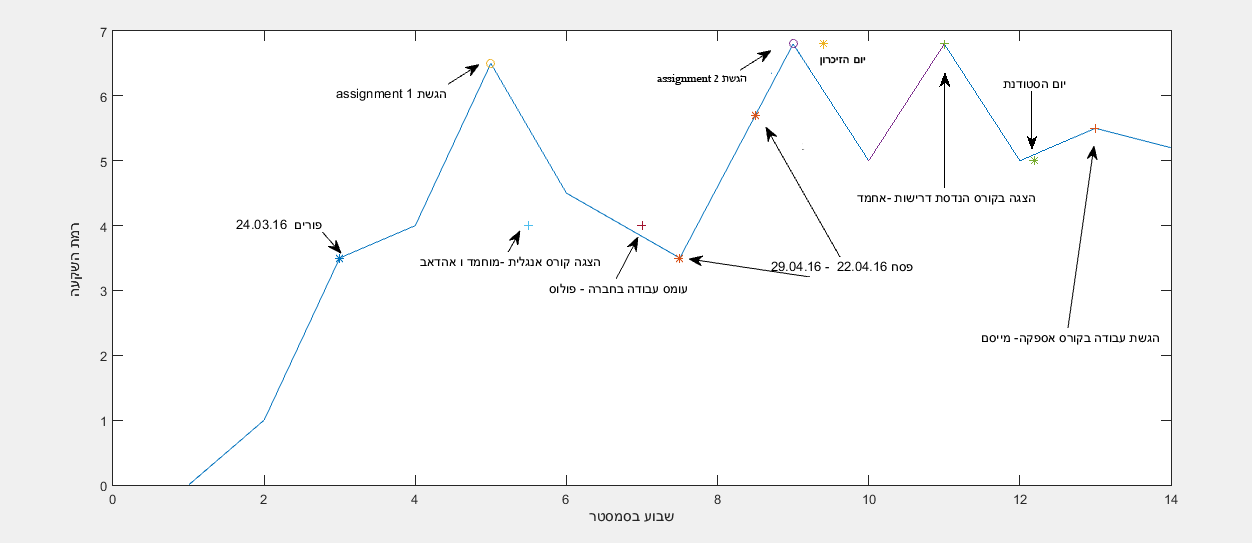 7
6
5
4
3
2
1
0
0 2 4 6 8 10 12 14
רמת השקעה
שבוע בסמסטר
הגשת assignment 1
הגשת assignment 2
יום הזיכרון
יום הסטודנת
פורים 24.03.16
הצגה קורס אנגלית -מוחמד ו אהדאב
עומס עבודה בחברה - פולוס
פסח 22.04.16 - 29.04.16
הצגה בקורס הנדסת דרישות -אחמד
הגשת עבודה בקורס אספקה- מייסם